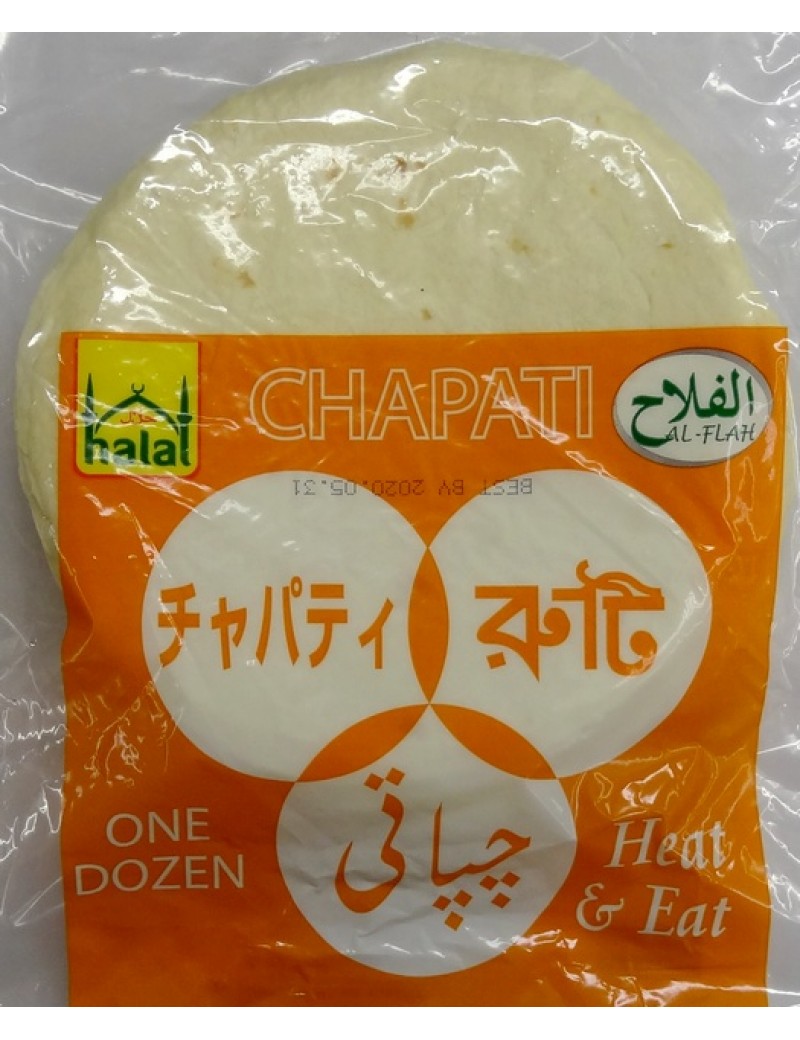 CHAPATI
حلال
halal
الفلاح
AL-FLAH
BEST BY 2020.05.31
チャパティ
রুটি
چپاتی
ONE
DOZEN
Heat
& Eat